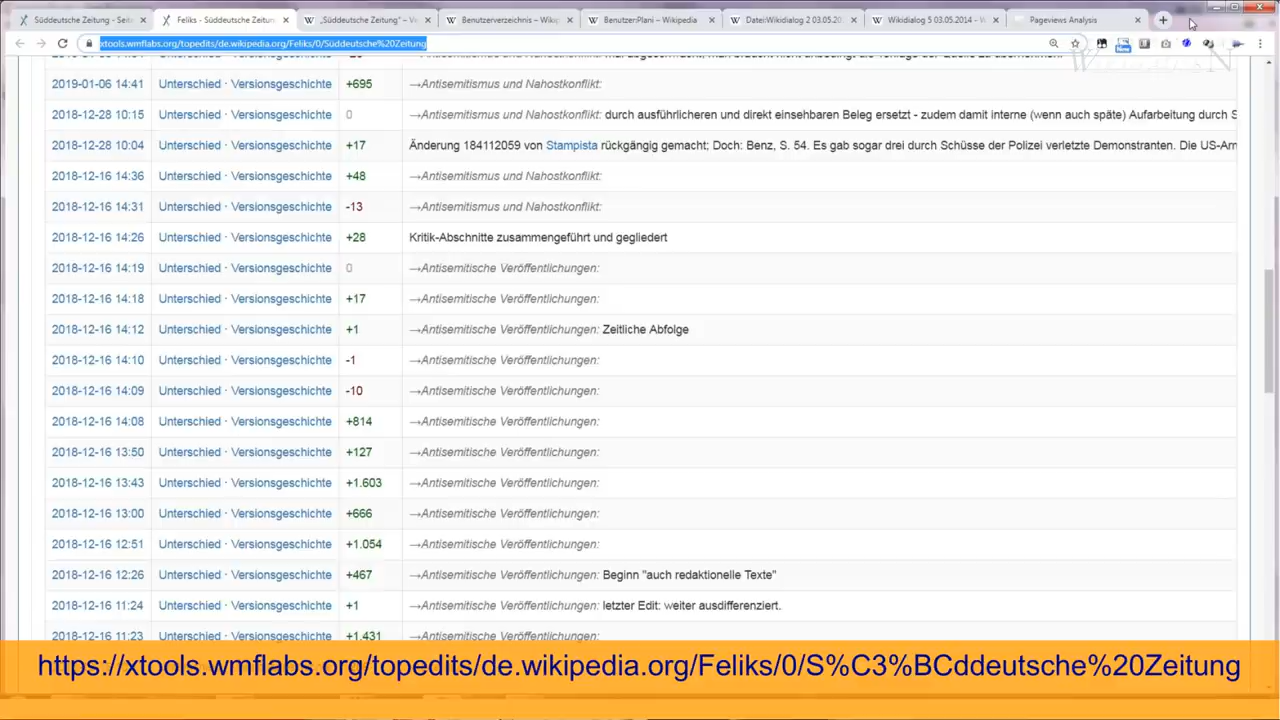 Süddeutsche Zeitung - Seit
Feliks - Süddeutsche Zeitung
„Süddeutsche Zeitung“ – V
Benutzerverzeichnis – Wikip
Benutzer:Plani – Wikipedia
Datei:Wikidialog 2 03.05.20
Wikidialog 5 03.05.201
Pageviews Analysis
xtools.wmflabs.org/topedits/de.wikipedia.org/Feliks/0/Süddeutsche%20Zeitung
2019-01-06 14:41 Unterschied · Versionsgeschichte +695 →Antisemitismus und Nahostkonflikt:
2018-12-28 10:15 Unterschied · Versionsgeschichte 0 →Antisemitismus und Nahostkonflikt: durch ausführlicheren und direkt einsehbaren Beleg ersetzt - zudem damit interne (wenn auch späte) Aufarbeitung durch S
2018-12-28 10:04 Unterschied · Versionsgeschichte +17 Änderung 184112059 von Stampista rückgängig gemacht; Doch: Benz, S. 54. Es gab sogar drei durch Schüsse der Polizei verletzte Demonstranten. Die US-Arm
2018-12-16 14:36 Unterschied · Versionsgeschichte +48 →Antisemitismus und Nahostkonflikt:
2018-12-16 14:31 Unterschied · Versionsgeschichte -13 →Antisemitismus und Nahostkonflikt:
2018-12-16 14:26 Unterschied · Versionsgeschichte +28 Kritik-Abschnitte zusammengeführt und gegliedert
2018-12-16 14:19 Unterschied · Versionsgeschichte 0 →Antisemitische Veröffentlichungen:
2018-12-16 14:18 Unterschied · Versionsgeschichte +17 →Antisemitische Veröffentlichungen:
2018-12-16 14:12 Unterschied · Versionsgeschichte +1 →Antisemitische Veröffentlichungen: Zeitliche Abfolge
2018-12-16 14:10 Unterschied · Versionsgeschichte -1 →Antisemitische Veröffentlichungen:
2018-12-16 14:09 Unterschied · Versionsgeschichte -10 →Antisemitische Veröffentlichungen:
2018-12-16 14:08 Unterschied · Versionsgeschichte +814 →Antisemitische Veröffentlichungen:
2018-12-16 13:50 Unterschied · Versionsgeschichte +127 →Antisemitische Veröffentlichungen:
2018-12-16 13:43 Unterschied · Versionsgeschichte +1.603 →Antisemitische Veröffentlichungen:
2018-12-16 13:00 Unterschied · Versionsgeschichte +666 →Antisemitische Veröffentlichungen:
2018-12-16 12:51 Unterschied · Versionsgeschichte +1.054 →Antisemitische Veröffentlichungen:
2018-12-16 12:26 Unterschied · Versionsgeschichte +467 →Antisemitische Veröffentlichungen: Beginn "auch redaktionelle Texte"
2018-12-16 11:24 Unterschied · Versionsgeschichte +1 →Antisemitische Veröffentlichungen: letzter Edit: weiter ausdifferenziert.
2018-12-16 11:23 Unterschied · Versionsgeschichte +1.431 →Antisemitische Veröffentlichungen:
https://xtools.wmflabs.org/topedits/de.wikipedia.org/Feliks/0/S%C3%BCddeutsche%20Zeitung